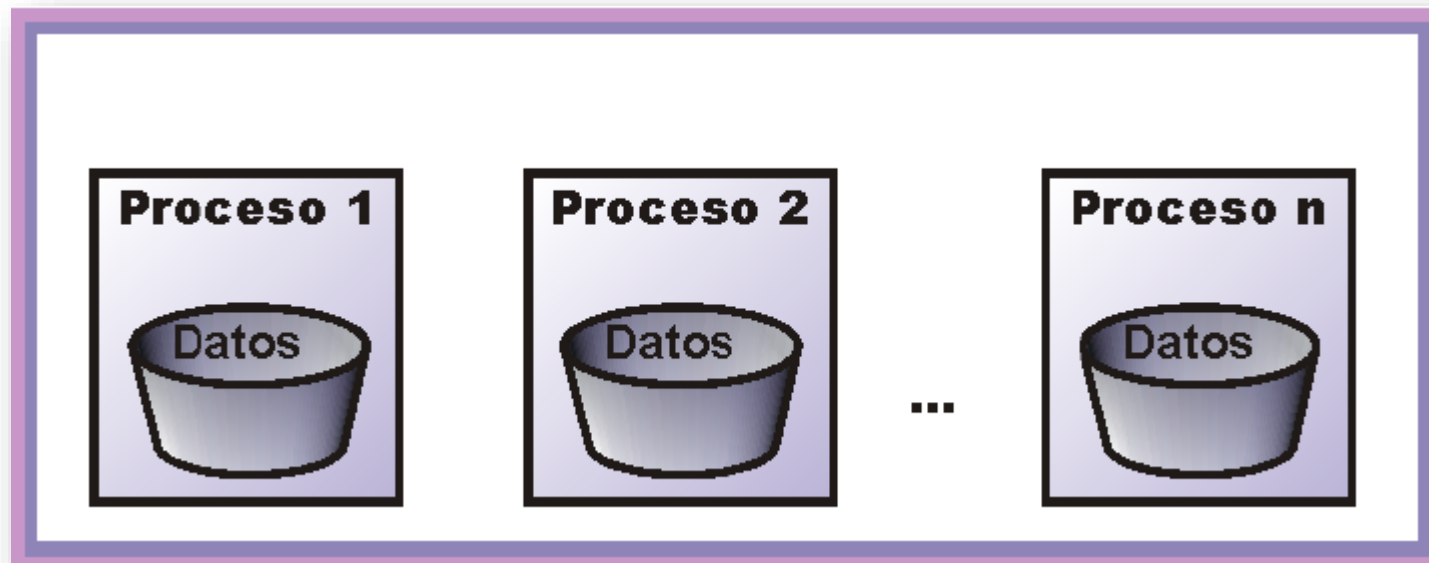 Proceso 1
Datos
Proceso 2
Datos
...
Proceso n
Datos